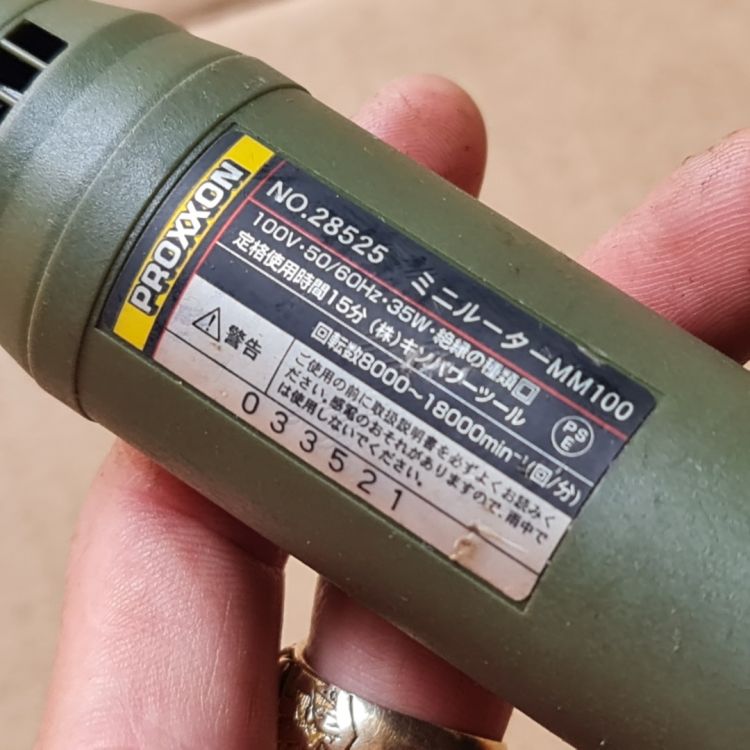 PROXXON
NO.28525 ミニルーターMM100
100V・50/60Hz・35W・絶縁の種類回
定格使用時間15分 (株)キソパワーツール
PS
E
回転数8000〜18000min⁻¹(回/分)
警告
ご使用の前に取扱説明書を必ずよくお読みく
ださい。感電のおそれがありますので、雨中で
は使用しないでください。
033521